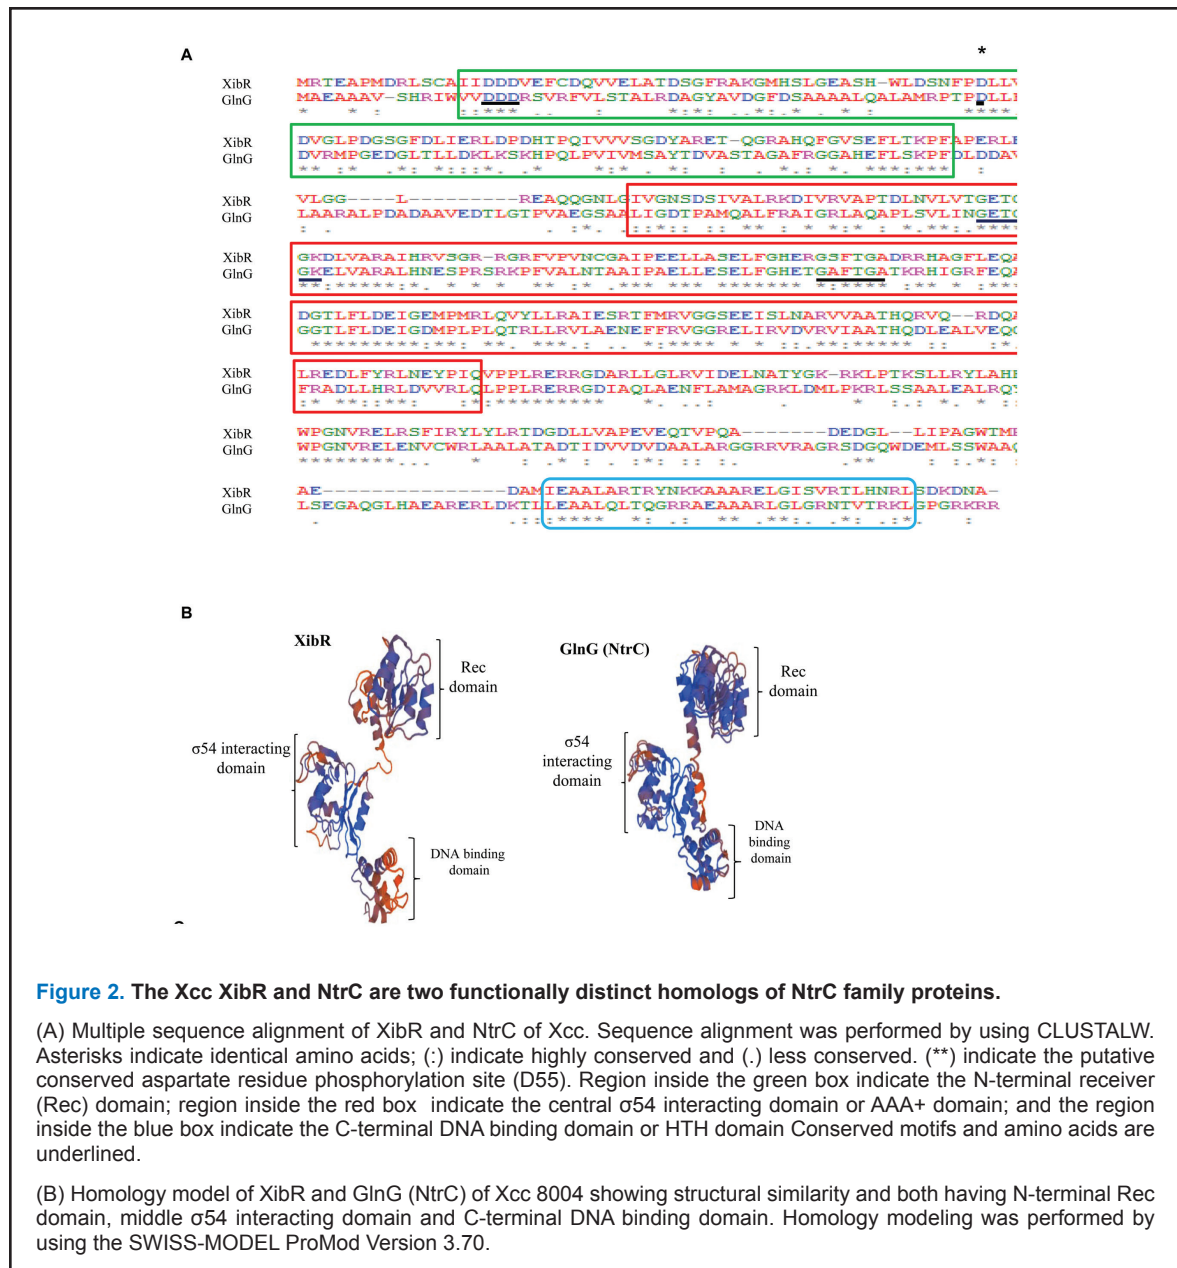 A
*
XibR MRTEAPMDRLSCAIIDDDVEFCDQVVELATDSGFRAKGMHSLGEASH-WLDSNFPDLLV
GlnG MAEAAAV-SHRIWVVDDDRSVRFVLSTALRDAGYAVDGFDSAAAALQALAMRPTPDLLI
XibR DVGLPDGSGFDLIERLDPDHTPQIVVVSGDYARET-QGRAHQFGVSEFLTKPFAPERLE
GlnG DVRMPGEDGLTLLDKLKSKHPQLPVIVMSAYTDVASTAGAFRGGAHEFLSKPFDLDDAV
XibR VLGG----L-------REAQQGNLGIVGNSDSIVALRKDIVRVAPTDLNVLVTGETG
GlnG LAARALPDADAAVEDTLGTPVAEGSAALIGDTPAMQALFRAIGRLAQAPLSVLINGETG
XibR GKDLVARAIHRVSGR-RGRFVPVNCGAIPEELLASELFGHERGSFTGADRRHAGFLEQA
GlnG GKELVARALHNESPRSRKPFVALNTAAIPAELLESELFGHETGAFTGATKRHIGRFEQA
XibR DGTLFLDEIGEMPMRLQVYLLRAIESRTFMRVGGSEEISLNARVVAATHQRVQ--RDQA
GlnG GGTLFLDEIGDMPLPLQTRLLRVLAENEFFRVGGRELIRVDVRVIAATHQDLEALVEQG
XibR LREDLFYRLNEYPIQVPPLRERRGDARLLGLRVIDELNATYGK-RKLPTKSLLRYLAHE
GlnG FRADLLHRLDVVRLQLPPLRERRGDIAQLAENFLAMAGRKLDMLPKRLSSAALEALRQY
XibR WPGNVRELRSFIRYLYLRTDGDLLVAPEVEQTVPQA-------DEDGL--LIPAGWTMR
GlnG WPGNVRELENVCWRLAALATADTIDVVDVDAALARGGRRVRAGRSDGQWDEMLSSWAAQ
XibR AE----------------DAMIEAALARTRYNKKAAARELGISVRTLHNRLSDKDNA-
GlnG LSEGAQGLHAEARERLDKTLLEAALQLTQGRRAEAAARLGLGRNTVTRKLGPGRKRR
B
XibR
GlnG (NtrC)
Rec
domain
Rec
domain
σ54 interacting
domain
σ54
interacting
domain
DNA binding
domain
DNA
binding
domain
Figure 2. The Xcc XibR and NtrC are two functionally distinct homologs of NtrC family proteins.
(A) Multiple sequence alignment of XibR and NtrC of Xcc. Sequence alignment was performed by using CLUSTALW.
Asterisks indicate identical amino acids; (:) indicate highly conserved and (.) less conserved. (**) indicate the putative
conserved aspartate residue phosphorylation site (D55). Region inside the green box indicate the N-terminal receiver
(Rec) domain; region inside the red box indicate the central σ54 interacting domain or AAA+ domain; and the region
inside the blue box indicate the C-terminal DNA binding domain or HTH domain Conserved motifs and amino acids are
underlined.
(B) Homology model of XibR and GlnG (NtrC) of Xcc 8004 showing structural similarity and both having N-terminal Rec
domain, middle σ54 interacting domain and C-terminal DNA binding domain. Homology modeling was performed by
using the SWISS-MODEL ProMod Version 3.70.